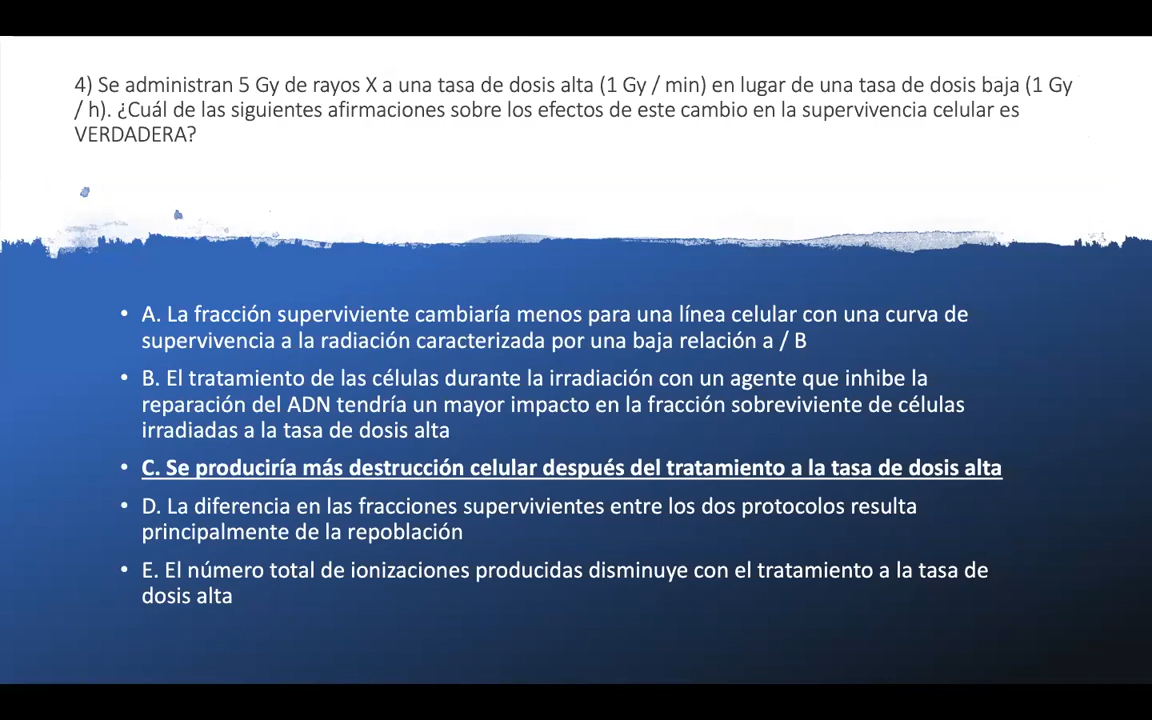 4) Se administran 5 Gy de rayos X a una tasa de dosis alta (1 Gy / min) en lugar de una tasa de dosis baja (1 Gy
/ h). ¿Cuál de las siguientes afirmaciones sobre los efectos de este cambio en la supervivencia celular es
VERDADERA?
• A. La fracción superviviente cambiaría menos para una línea celular con una curva de
supervivencia a la radiación caracterizada por una baja relación a / B
• B. El tratamiento de las células durante la irradiación con un agente que inhibe la
reparación del ADN tendría un mayor impacto en la fracción sobreviviente de células
irradiadas a la tasa de dosis alta
• C. Se produciría más destrucción celular después del tratamiento a la tasa de dosis alta
• D. La diferencia en las fracciones supervivientes entre los dos protocolos resulta
principalmente de la repoblación
• E. El número total de ionizaciones producidas disminuye con el tratamiento a la tasa de
dosis alta